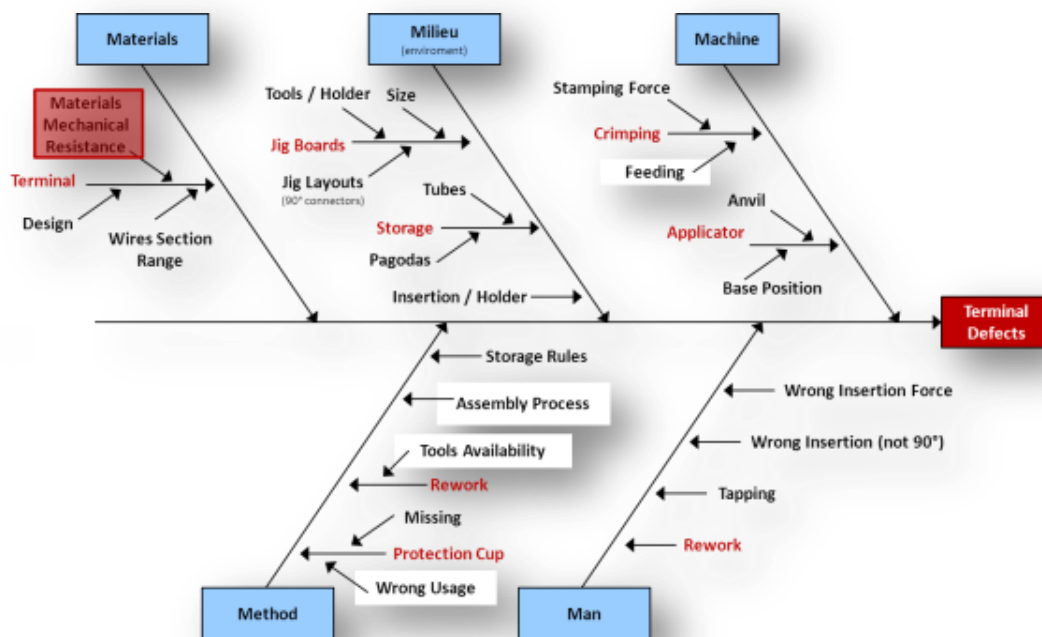 Materials
Milieu
(enviroment)
Machine
Materials
Mechanical
Resistance
Terminal
Design
Wires Section
Range
Tools / Holder
Size
Jig Boards
Jig Layouts
(90° connectors)
Tubes
Storage
Pagodas
Insertion / Holder
Stamping Force
Crimping
Feeding
Anvil
Applicator
Base Position
Terminal
Defects
Storage Rules
Assembly Process
Tools Availability
Rework
Missing
Protection Cup
Wrong Usage
Method
Wrong Insertion Force
Wrong Insertion (not 90°)
Tapping
Rework
Man